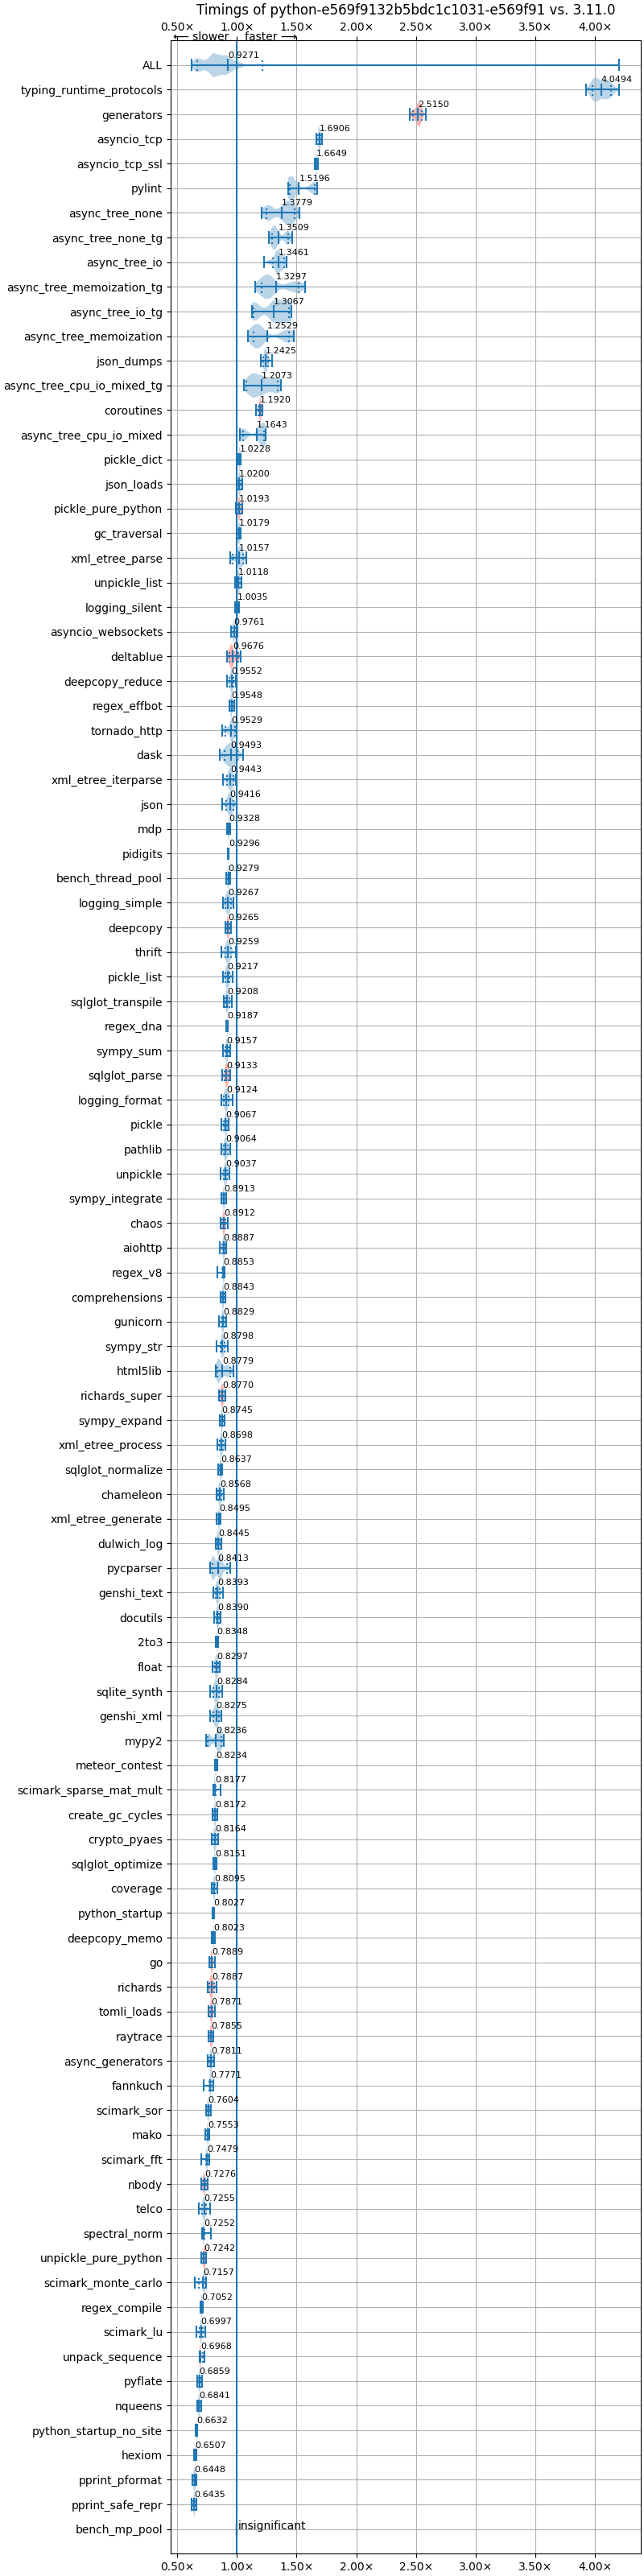 Timings of python-e569f9132b5bdc1c1031-e569f91 vs. 3.11.0
0.50× 1.00× 1.50× 2.00× 2.50× 3.00× 3.50× 4.00×
← slower faster →
ALL 0.9271
typing_runtime_protocols 4.0494
generators 2.5150
asyncio_tcp 1.6906
asyncio_tcp_ssl 1.6649
pylint 1.5196
async_tree_none 1.3779
async_tree_none_tg 1.3509
async_tree_io 1.3461
async_tree_memoization_tg 1.3297
async_tree_io_tg 1.3067
async_tree_memoization 1.2529
json_dumps 1.2425
async_tree_cpu_io_mixed_tg 1.2073
coroutines 1.1920
async_tree_cpu_io_mixed 1.1643
pickle_dict 1.0228
json_loads 1.0200
pickle_pure_python 1.0193
gc_traversal 1.0179
xml_etree_parse 1.0157
unpickle_list 1.0118
logging_silent 1.0035
asyncio_websockets 0.9761
deltablue 0.9676
deepcopy_reduce 0.9552
regex_effbot 0.9548
tornado_http 0.9529
dask 0.9493
xml_etree_iterparse 0.9443
json 0.9416
mdp 0.9328
pidigits 0.9296
bench_thread_pool 0.9279
logging_simple 0.9267
deepcopy 0.9265
thrift 0.9259
pickle_list 0.9217
sqlglot_transpile 0.9208
regex_dna 0.9187
sympy_sum 0.9157
sqlglot_parse 0.9133
logging_format 0.9124
pickle 0.9067
pathlib 0.9064
unpickle 0.9037
sympy_integrate 0.8913
chaos 0.8912
aiohttp 0.8887
regex_v8 0.8853
comprehensions 0.8843
gunicorn 0.8829
sympy_str 0.8798
html5lib 0.8779
richards_super 0.8770
sympy_expand 0.8745
xml_etree_process 0.8698
sqlglot_normalize 0.8637
chameleon 0.8568
xml_etree_generate 0.8495
dulwich_log 0.8445
pycparser 0.8413
genshi_text 0.8393
docutils 0.8390
2to3 0.8348
float 0.8297
sqlite_synth 0.8284
genshi_xml 0.8275
mypy2 0.8236
meteor_contest 0.8234
scimark_sparse_mat_mult 0.8177
create_gc_cycles 0.8172
crypto_pyaes 0.8164
sqlglot_optimize 0.8151
coverage 0.8095
python_startup 0.8027
deepcopy_memo 0.8023
go 0.7889
richards 0.7887
tomli_loads 0.7871
raytrace 0.7855
async_generators 0.7811
fannkuch 0.7771
scimark_sor 0.7604
mako 0.7553
scimark_fft 0.7479
nbody 0.7276
telco 0.7255
spectral_norm 0.7252
unpickle_pure_python 0.7242
scimark_monte_carlo 0.7157
regex_compile 0.7052
scimark_lu 0.6997
unpack_sequence 0.6968
pyflate 0.6859
nqueens 0.6841
python_startup_no_site 0.6632
hexiom 0.6507
pprint_pformat 0.6448
pprint_safe_repr 0.6435
bench_mp_pool insignificant
0.50× 1.00× 1.50× 2.00× 2.50× 3.00× 3.50× 4.00×